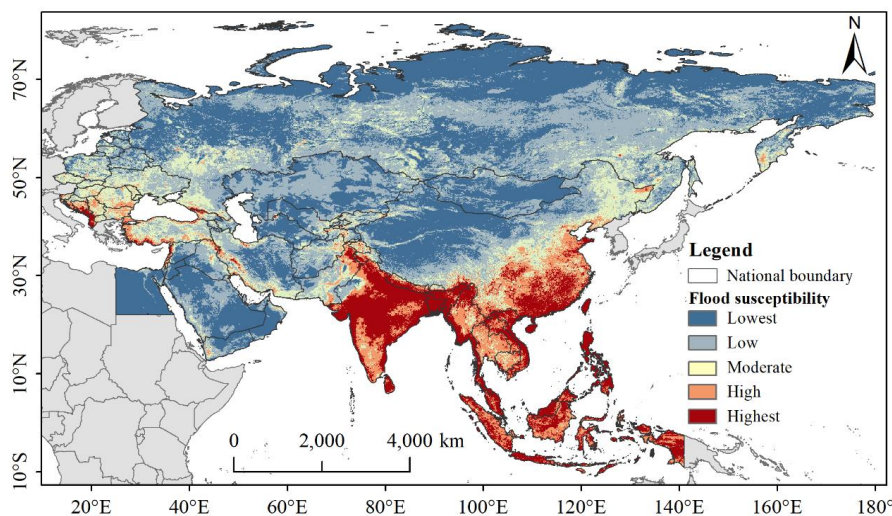 N
70°N
50°N
30°N
10°N
10°S
Legend
National boundary
Flood susceptibility
Lowest
Low
Moderate
High
Highest
0 2,000 4,000 km
20°E 40°E 60°E 80°E 100°E 120°E 140°E 160°E 180°